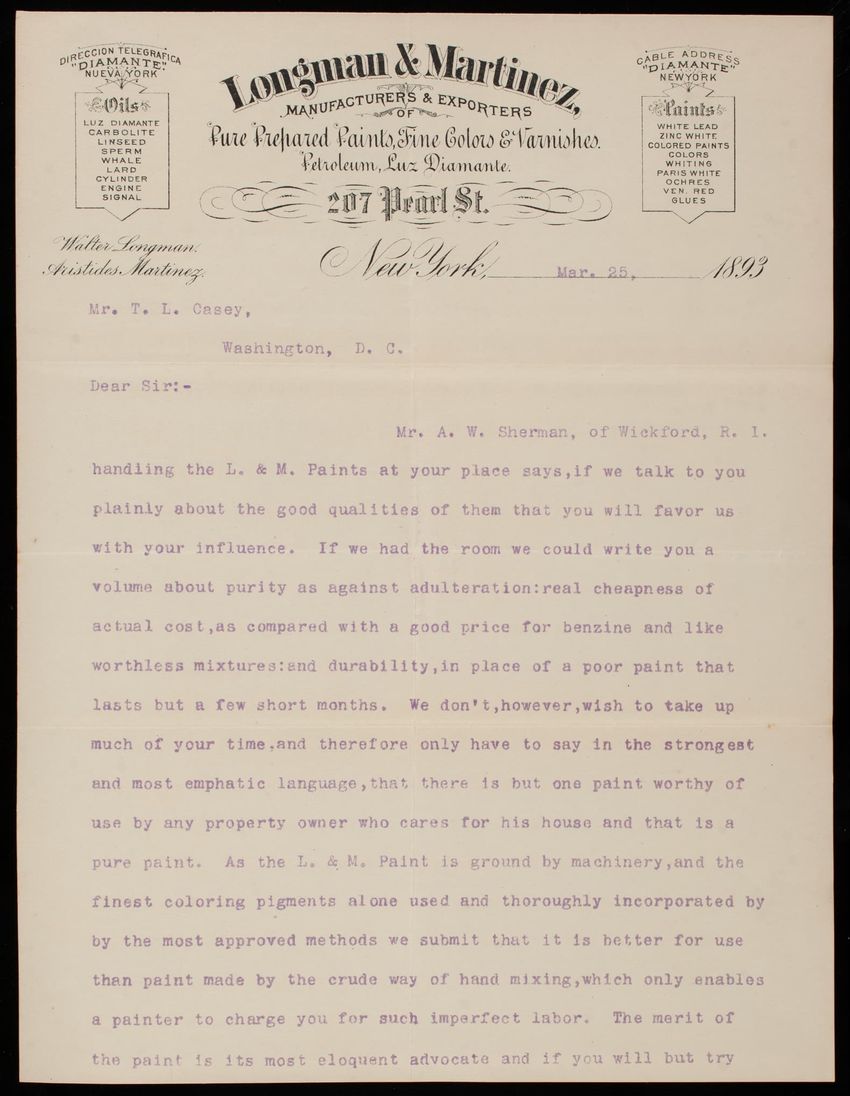 DIRECCION TELEGRAFICA
"DIAMANTE".
NUEVA YORK
Oils
LUZ DIAMANTE
CARBOLITE
LINSEED
SPERM
WHALE
LARD
CYLINDER
ENGINE
SIGNAL
Longman & Martinez,
MANUFACTURERS & EXPORTERS
OF
Pure Prepared Paints, Fine Colors & Varnishes.
Petroleum, Luz Diamante.
207 Pearl St.
CABLE ADDRESS
"DIAMANTE"
NEW YORK
Paints
WHITE LEAD
ZINC WHITE
COLORED PAINTS
COLORS
WHITING
PARIS WHITE
OCHRES
VEN. RED
GLUES
Walter Longman.
Aristides Martinez.
New York, Mar. 25, 1893
Mr. T. L. Casey,
Washington, D. C.
Dear Sir:-
Mr. A. W. Sherman, of Wickford, R. I.
handling the L. & M. Paints at your place says,if we talk to you
plainly about the good qualities of them that you will favor us
with your influence. If we had the room we could write you a
volume about purity as against adulteration:real cheapness of
actual cost,as compared with a good price for benzine and like
worthless mixtures:and durability,in place of a poor paint that
lasts but a few short months. We don't,however,wish to take up
much of your time,and therefore only have to say in the strongest
and most emphatic language,that there is but one paint worthy of
use by any property owner who cares for his house and that is a
pure paint. As the L. & M. Paint is ground by machinery,and the
finest coloring pigments alone used and thoroughly incorporated by
by the most approved methods we submit that it is better for use
than paint made by the crude way of hand mixing,which only enables
a painter to charge you for such imperfect labor. The merit of
the paint is its most eloquent advocate and if you will but try